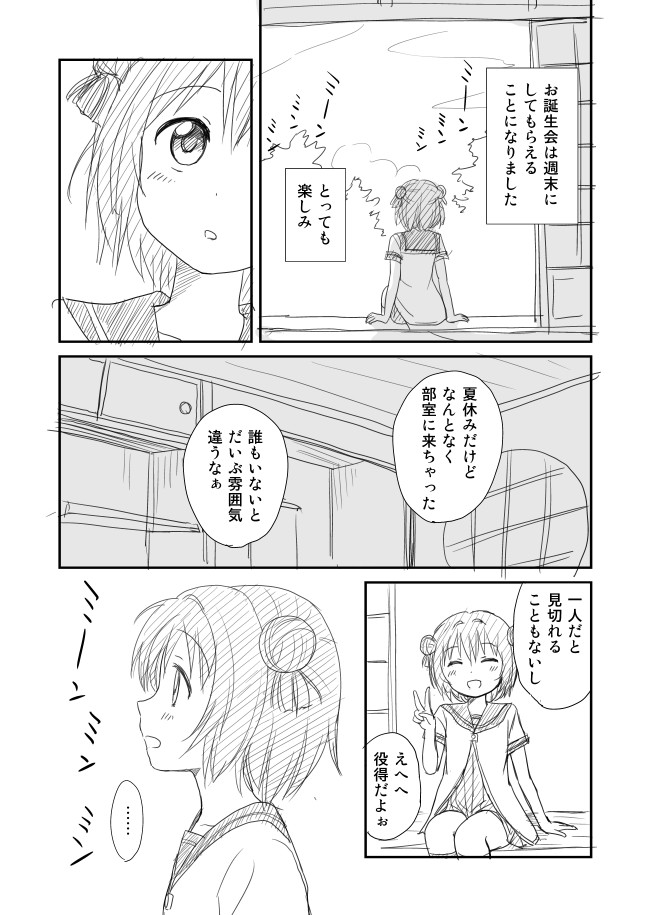 お誕生会は週末に
してもらえる
ことになりました
とっても
楽しみ
ミーン
ミン
ミン
ミーン
ミン
ミン
夏休みだけど
なんとなく
部室に来ちゃった
誰もいないと
だいぶ雰囲気
違うなぁ
一人だと
見切れる
こともないし
えへへ
役得だよぉ
ミーン
ミーン
ミン
……